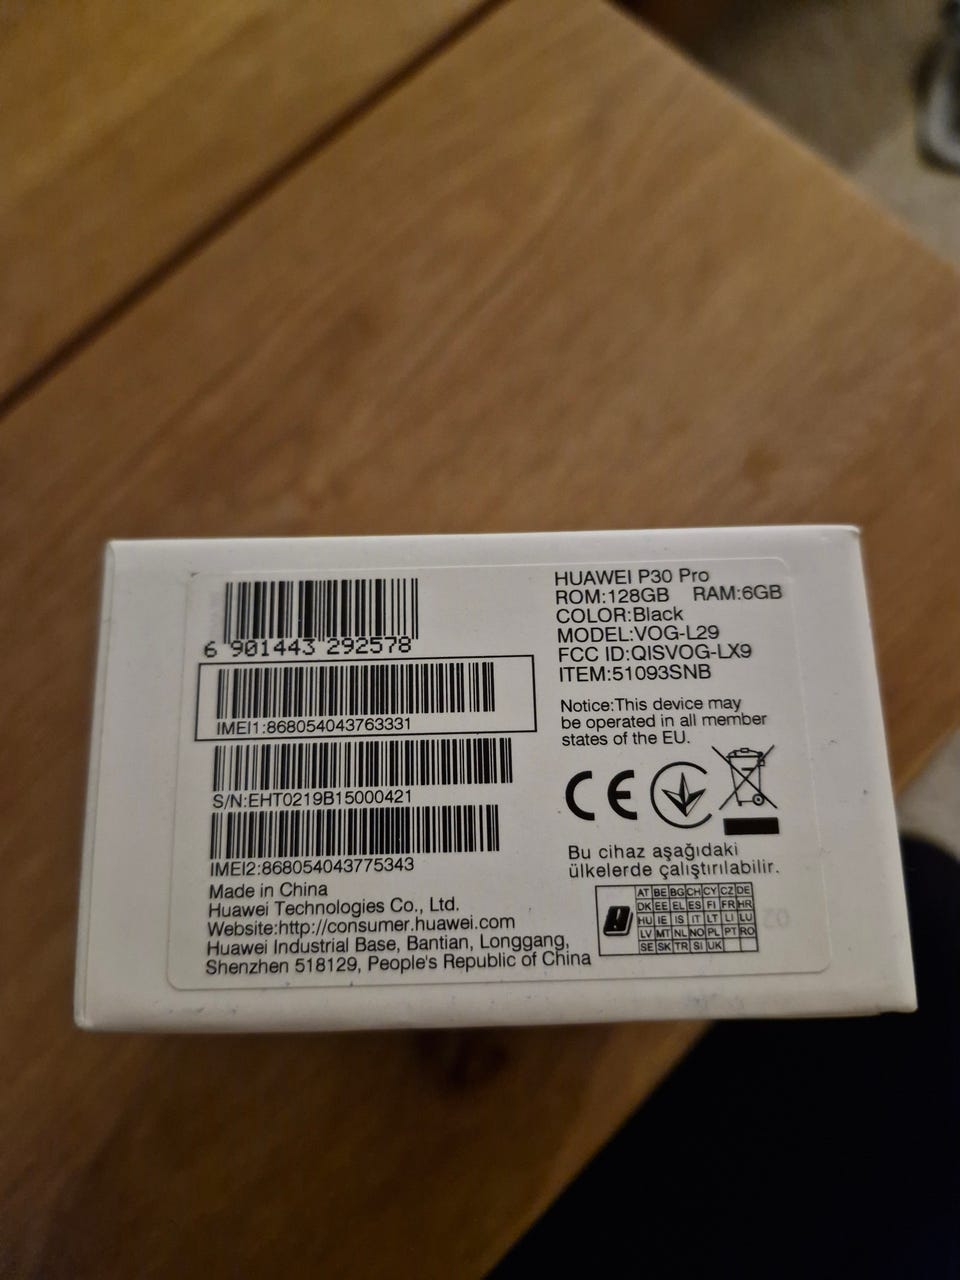 6 901443 292578
IMEI1:868054043763331
S/N:EHT0219B15000421
IMEI2:868054043775343
Made in China
Huawei Technologies Co., Ltd.
Website:http://consumer.huawei.com
Huawei Industrial Base, Bantian, Longgang,
Shenzhen 518129, People's Republic of China
HUAWEI P30 Pro
ROM:128GB RAM:6GB
COLOR:Black
MODEL:VOG-L29
FCC ID:QISVOG-LX9
ITEM:51093SNB
Notice:This device may
be operated in all member
states of the EU.
CE
Bu cihaz aşağıdaki
ülkelerde çalıştırılabilir.
AT BE BG CH CY CZ DE
DK EE EL ES FI FR HR
HU IE IS IT LT LI LU
LV MT NL NO PL PT RO
SE SK TR SI UK